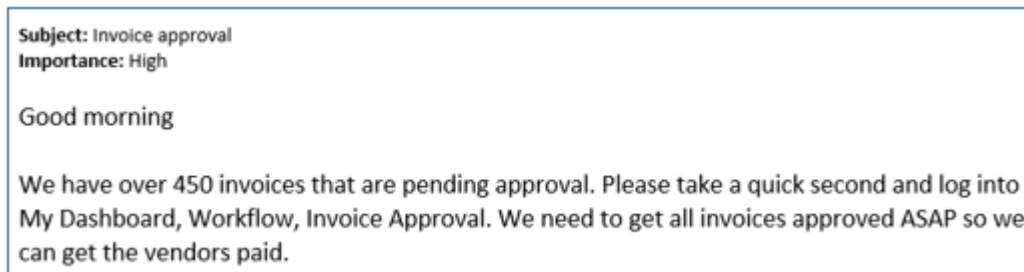 Subject: Invoice approval
Importance: High
Good morning
We have over 450 invoices that are pending approval. Please take a quick second and log into
My Dashboard, Workflow, Invoice Approval. We need to get all invoices approved ASAP so we
can get the vendors paid.